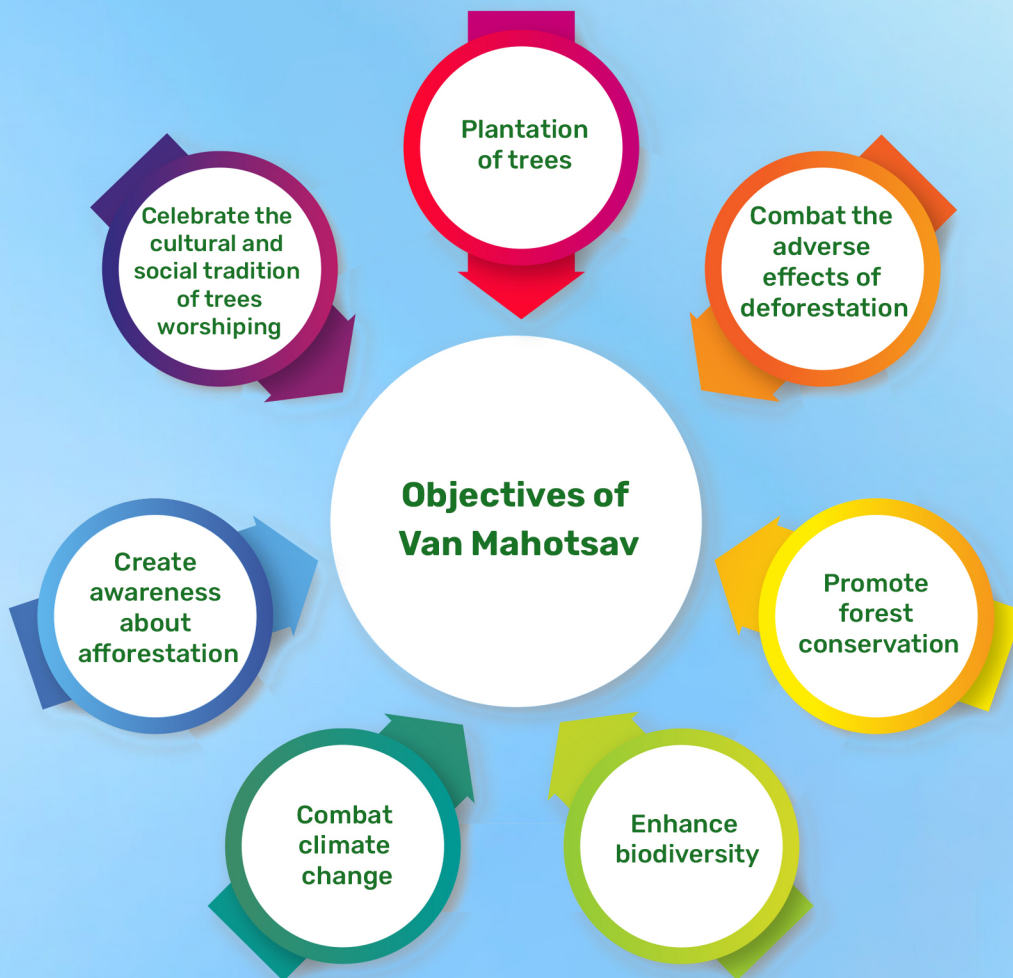 Plantation
of trees
Combat the
adverse
effects of
deforestation
Promote
forest
conservation
Enhance
biodiversity
Combat
climate
change
Create
awareness
about
afforestation
Celebrate the
cultural and
social tradition
of trees
worshiping
Objectives of
Van Mahotsav